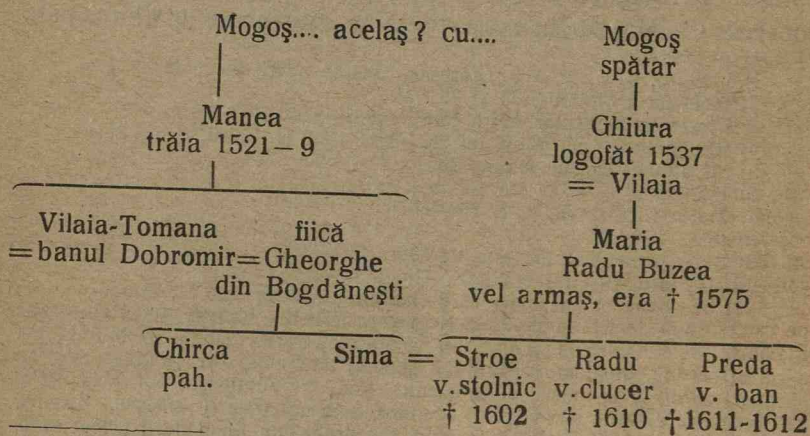 Mogoş.... acelaş? cu.... Mogoş
spătar
Manea
trăia 1521—9
Ghiura
logofăt 1537
= Vilaia
Vilaia-Tomana fiică
=banul Dobromir=Gheorghe
din Bogdăneşti
Maria
Radu Buzea
vel armaş, era † 1575
Chirca Sima = Stroe Radu Preda
pah. v.stolnic v.clucer v. ban
† 1602 † 1610 †1611-1612